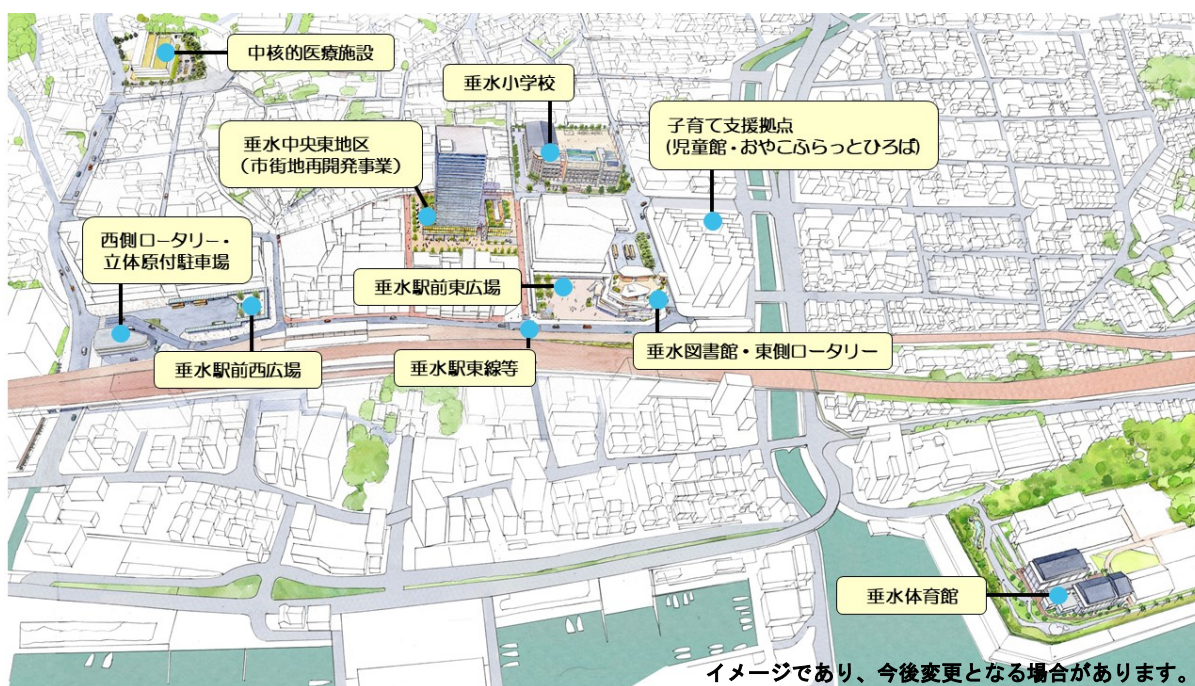 中核的医療施設
垂水小学校
子育て支援拠点
(児童館・おやこふらっとひろば)
垂水中央東地区
(市街地再開発事業)
西側ロータリー・
立体原付駐車場
垂水駅前東広場
垂水駅前西広場
垂水駅東線等
垂水図書館・東側ロータリー
垂水体育館
イメージであり、今後変更となる場合があります。